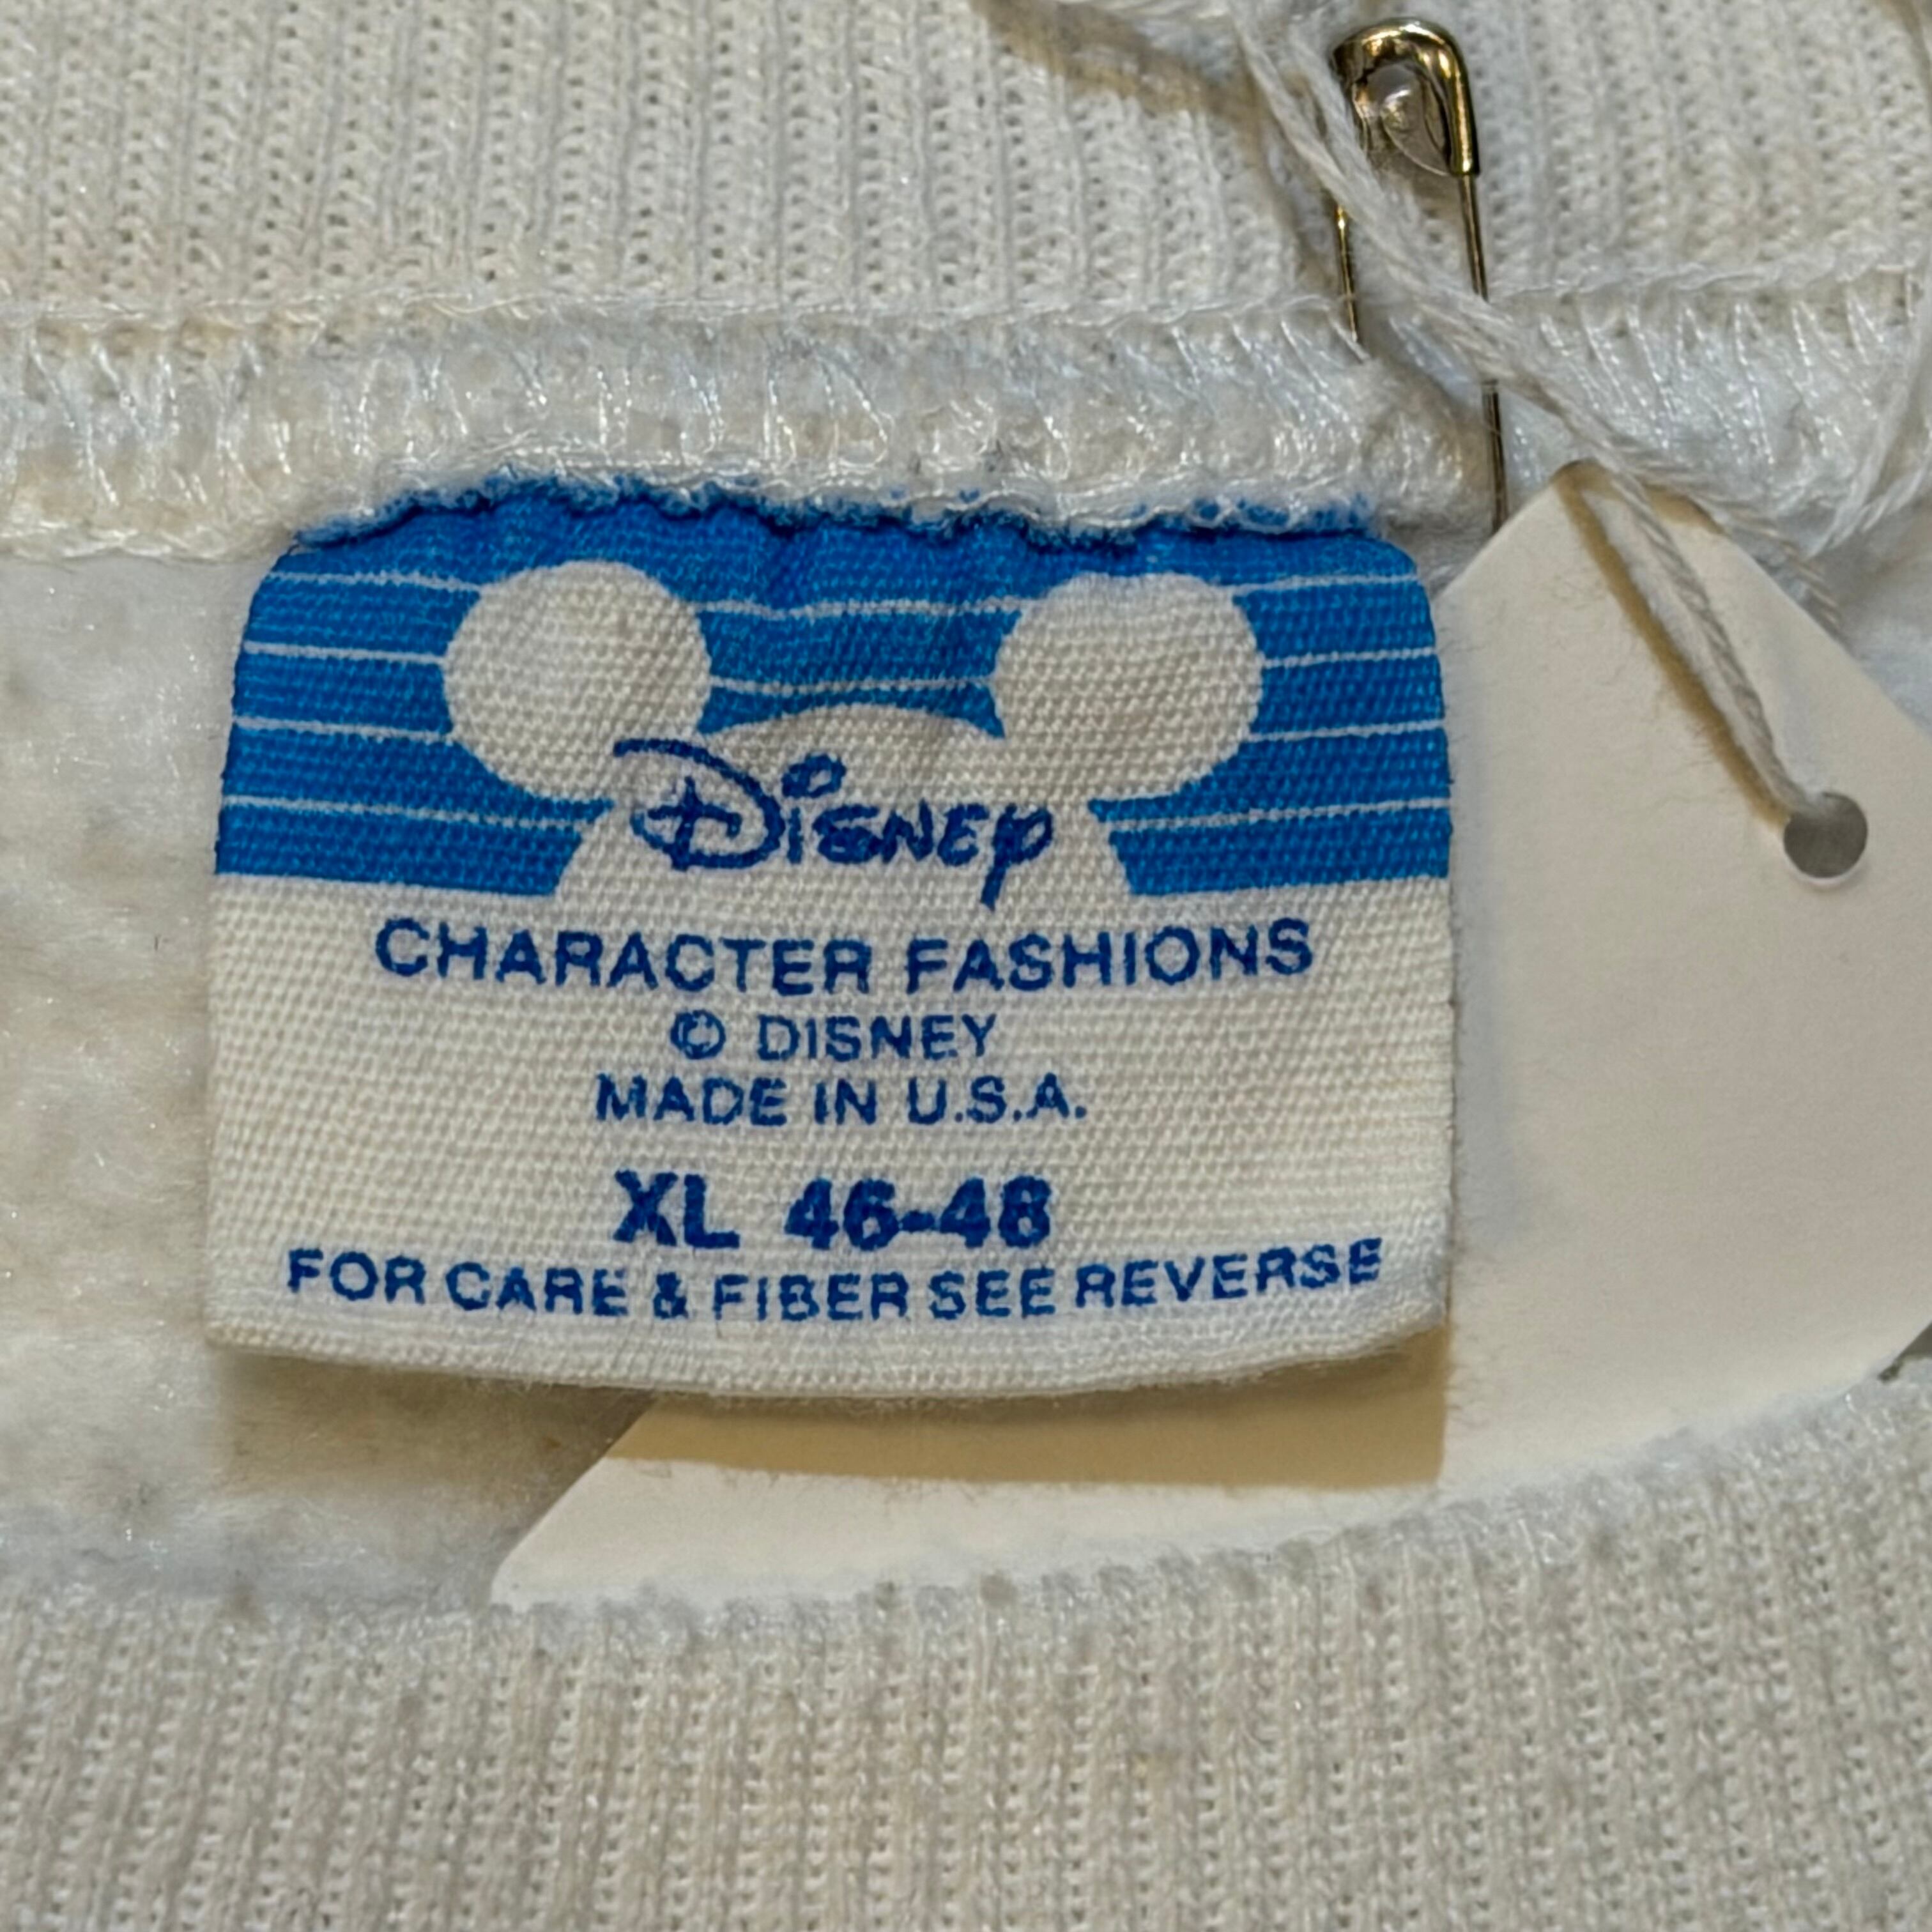 Disney
CHARACTER FASHIONS
© DISNEY
MADE IN U.S.A.
XL 46-48
FOR CARE & FIBER SEE REVERSE